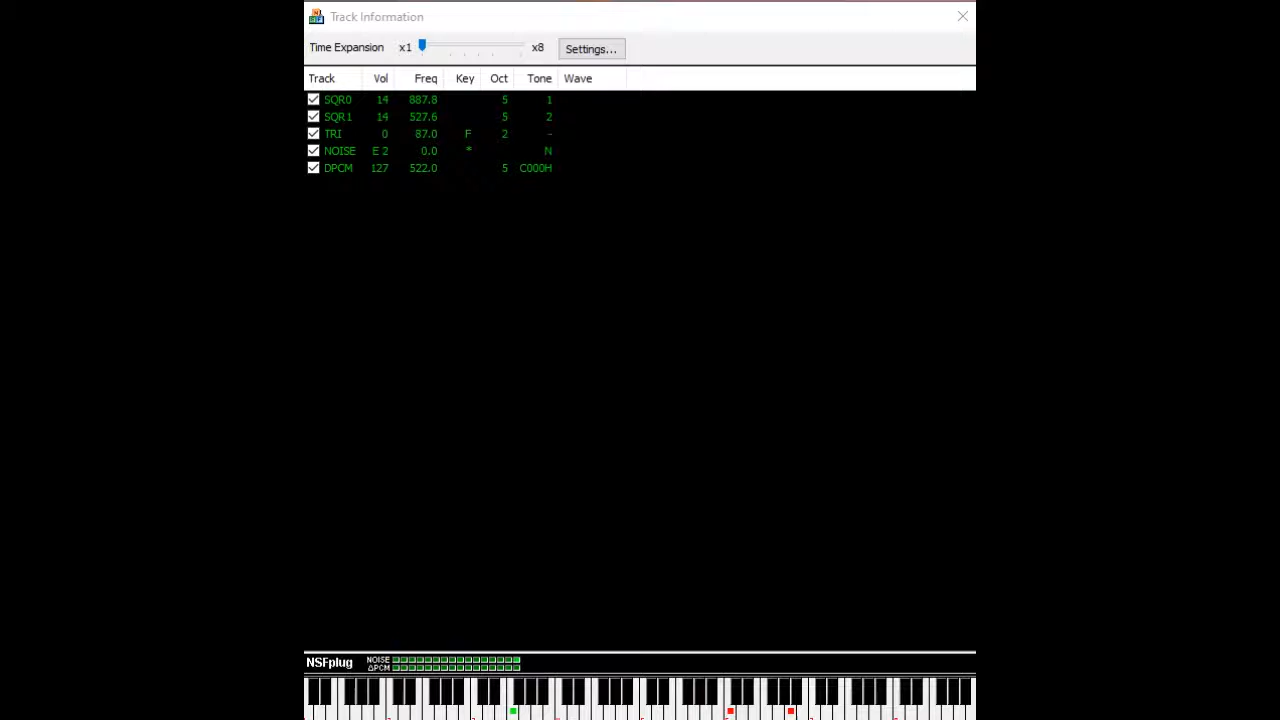 Track Information
Time Expansion x1 x8 Settings...
Track Vol Freq Key Oct Tone Wave
SQR0 14 887.8 5 1
SQR1 14 527.6 5 2
TRI 0 87.0 F 2 -
NOISE E 2 0.0 * N
DPCM 127 522.0 5 C000H
NSFplug NOISE
ΔPCM